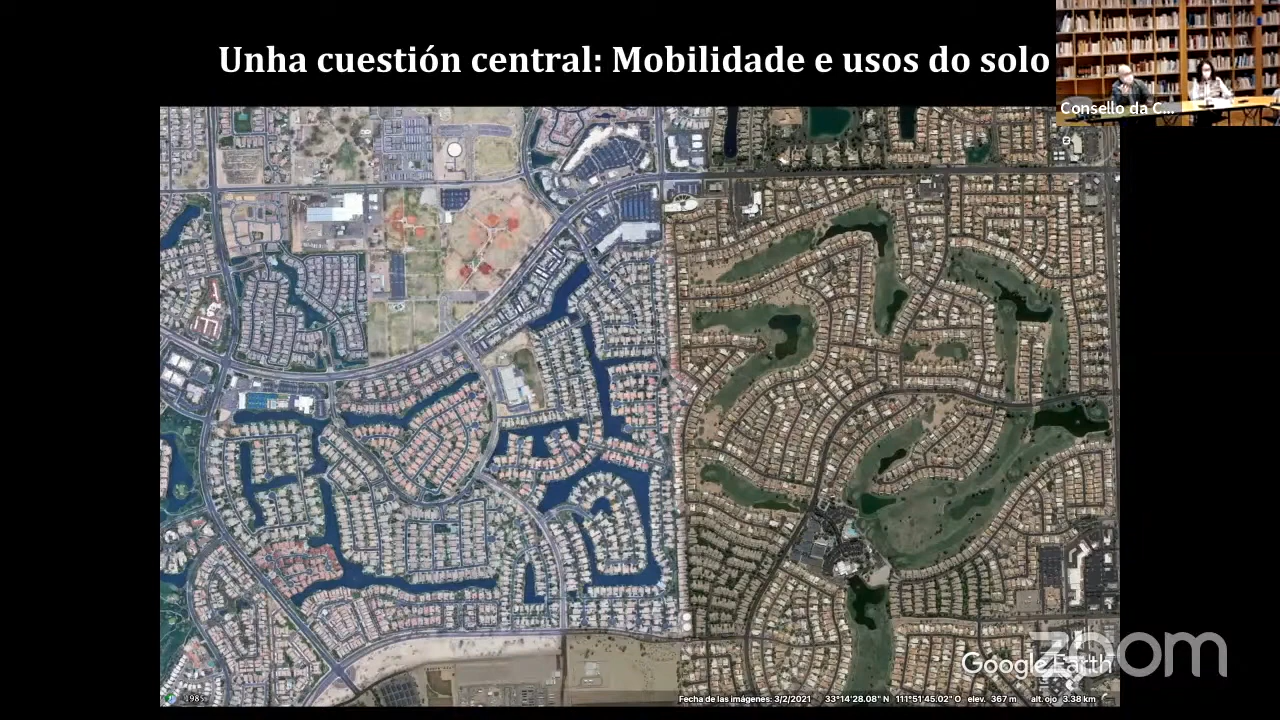 Unha cuestión central: Mobilidade e usos do solo
Consello da C...
zoom
Google Earth
1985
Fecha de las imágenes: 3/2/2021 33°14'28.08" N 111°51'45.02" O elev. 367 m alt. ojo 3.38 km